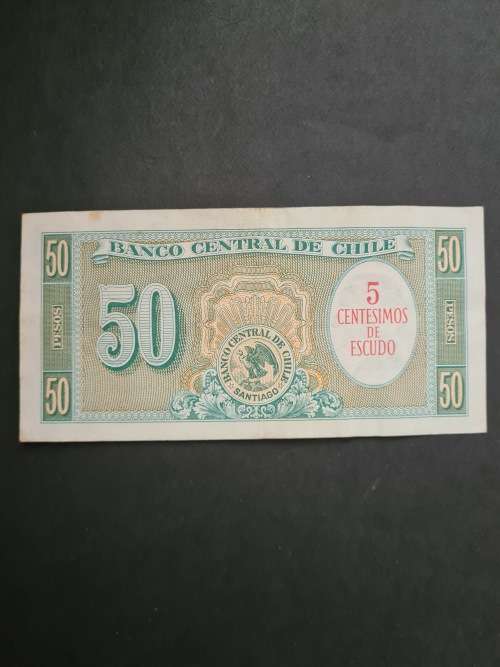 BANCO CENTRAL DE CHILE
50
50
PESOS
50
5
CENTESIMOS
DE
ESCUDO
PESOS
BANCO CENTRAL DE CHILE
SANTIAGO
50
50